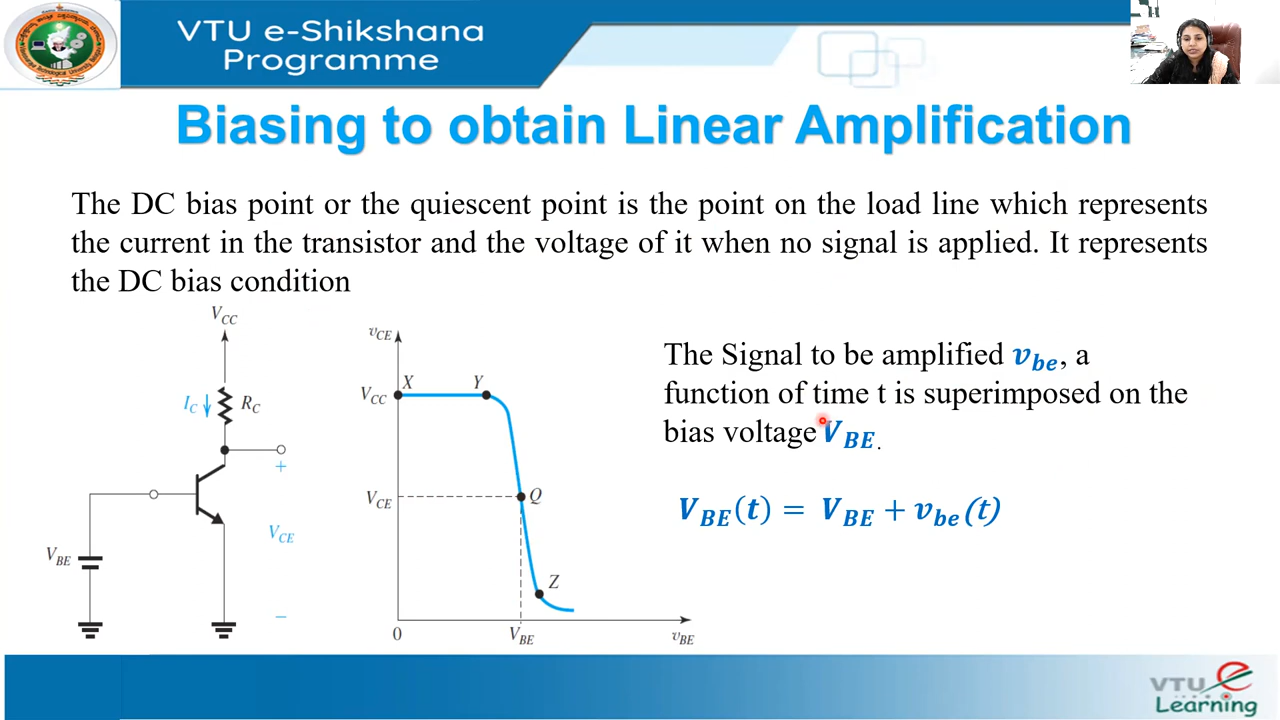 VTU e-Shikshana
Programme
Biasing to obtain Linear Amplification
The DC bias point or the quiescent point is the point on the load line which represents
the current in the transistor and the voltage of it when no signal is applied. It represents
the DC bias condition
V_CC
I_C
R_C
+
V_CE
−
V_BE
v_CE
V_CC
X
Y
V_CE
Q
Z
0
V_BE
v_BE
The Signal to be amplified v_be, a
function of time t is superimposed on the
bias voltage V_BE.
V_BE(t) = V_BE + v_be(t)
VTU e
Learning